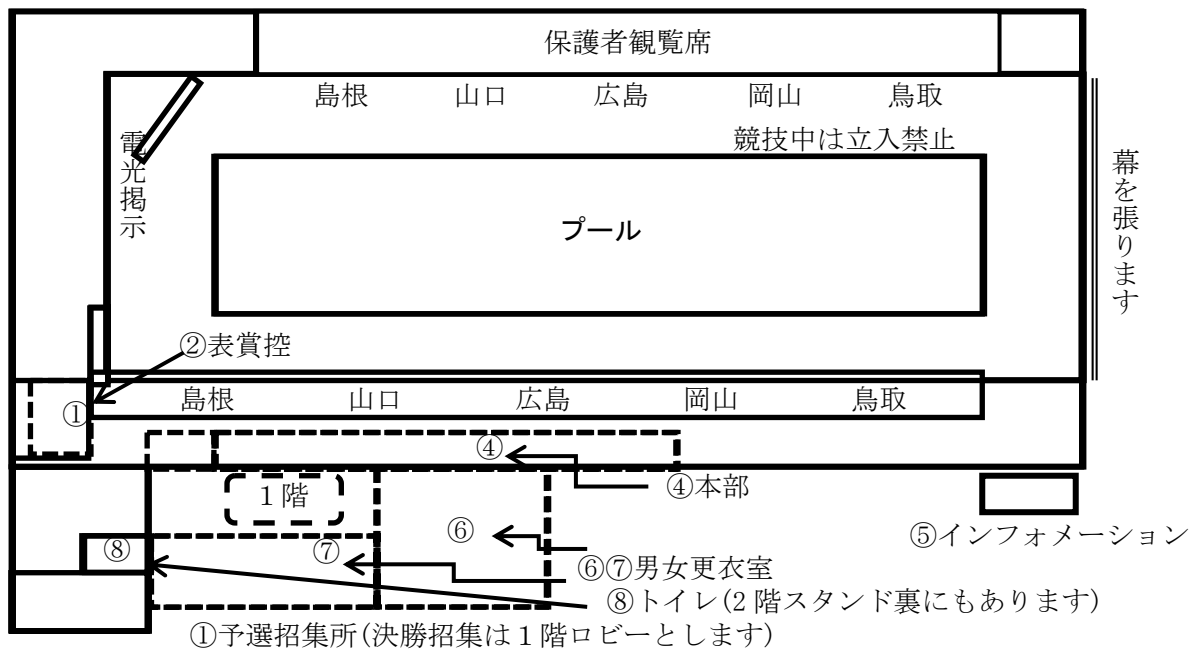 保護者観覧席
島根 山口 広島 岡山 鳥取
競技中は立入禁止
電光掲示
幕を張ります
プール
②表賞控
①
島根 山口 広島 岡山 鳥取
④
④本部
1階
⑤インフォメーション
⑥
⑦
⑧
⑥⑦男女更衣室
⑧トイレ(2階スタンド裏にもあります)
①予選招集所(決勝招集は1階ロビーとします)